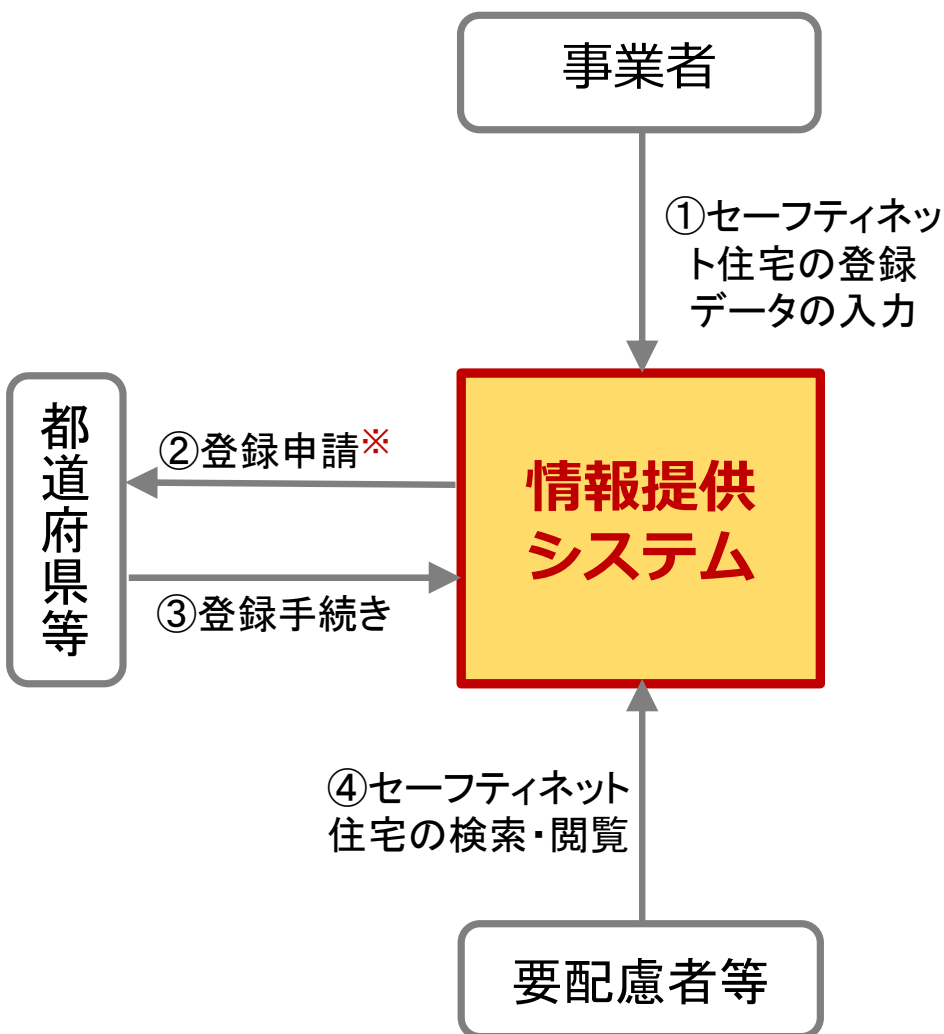 事業者
①セーフティネッ
ト住宅の登録
データの入力
都道府県等
②登録申請※
情報提供
システム
③登録手続き
④セーフティネット
住宅の検索・閲覧
要配慮者等